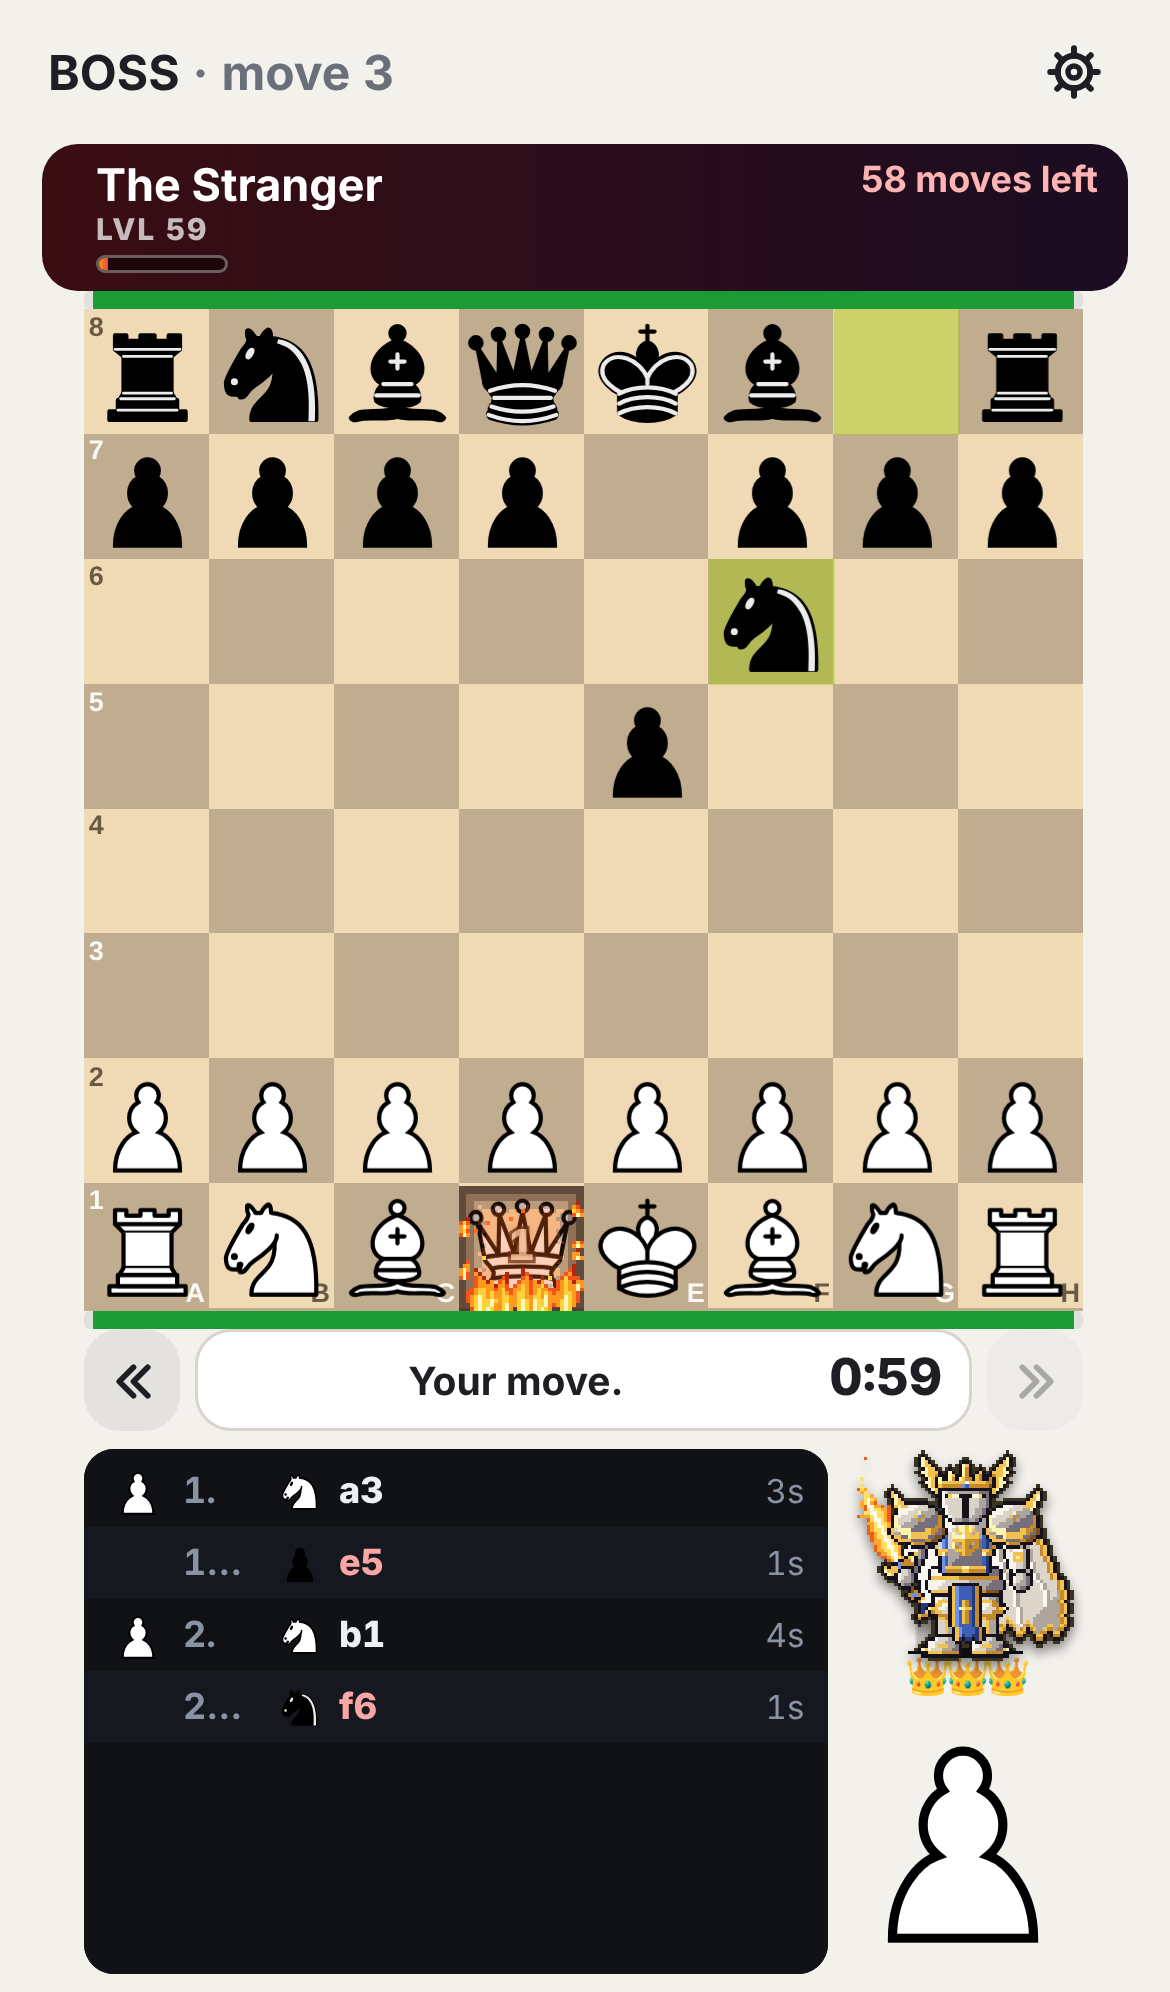 BOSS · move 3
The Stranger
58 moves left
LVL 59
8
7
6
5
4
3
2
1
1
A B C E F G H
Your move. 0:59
1. a3 3s
1... e5 1s
2. b1 4s
2... f6 1s